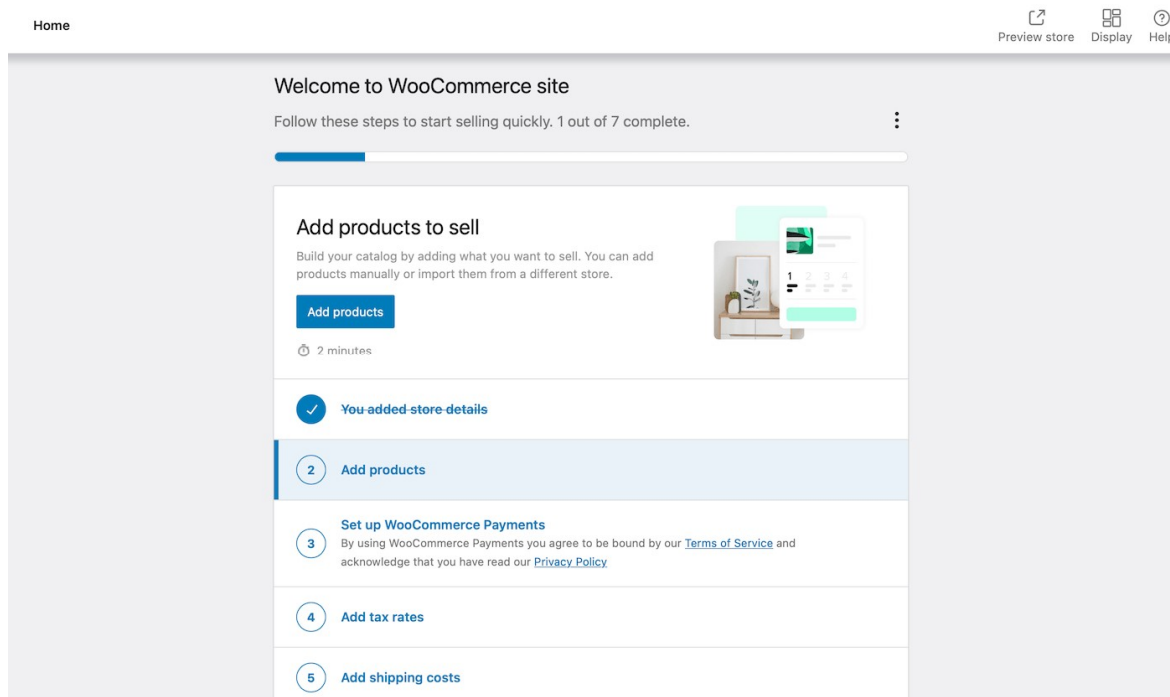 Home
Preview store
Display
Help
Welcome to WooCommerce site
Follow these steps to start selling quickly. 1 out of 7 complete.
Add products to sell
Build your catalog by adding what you want to sell. You can add
products manually or import them from a different store.
1 2 3 4
Add products
2 minutes
You added store details
2 Add products
Set up WooCommerce Payments
3 By using WooCommerce Payments you agree to be bound by our Terms of Service and
acknowledge that you have read our Privacy Policy
4 Add tax rates
5 Add shipping costs